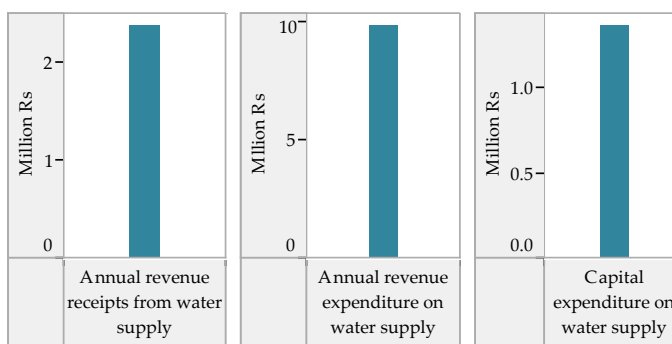 Million Rs
2
1
0
Annual revenue
receipts from water
supply
Million Rs
10
5
0
Annual revenue
expenditure on
water supply
Million Rs
1.0
0.5
0.0
Capital
expenditure on
water supply